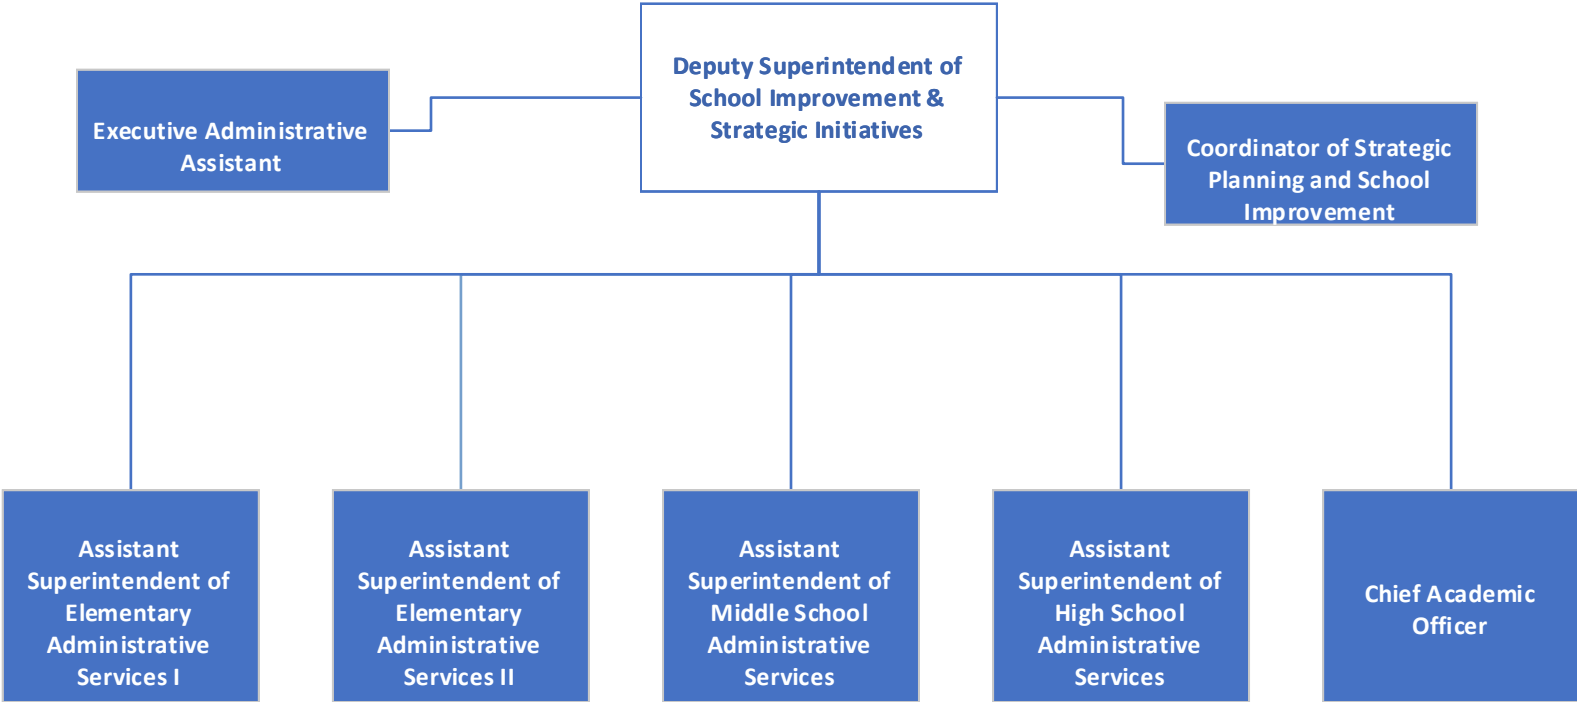 Deputy Superintendent of
School Improvement &
Strategic Initiatives
Executive Administrative
Assistant
Coordinator of Strategic
Planning and School
Improvement
Assistant
Superintendent of
Elementary
Administrative
Services I
Assistant
Superintendent of
Elementary
Administrative
Services II
Assistant
Superintendent of
Middle School
Administrative
Services
Assistant
Superintendent of
High School
Administrative
Services
Chief Academic
Officer